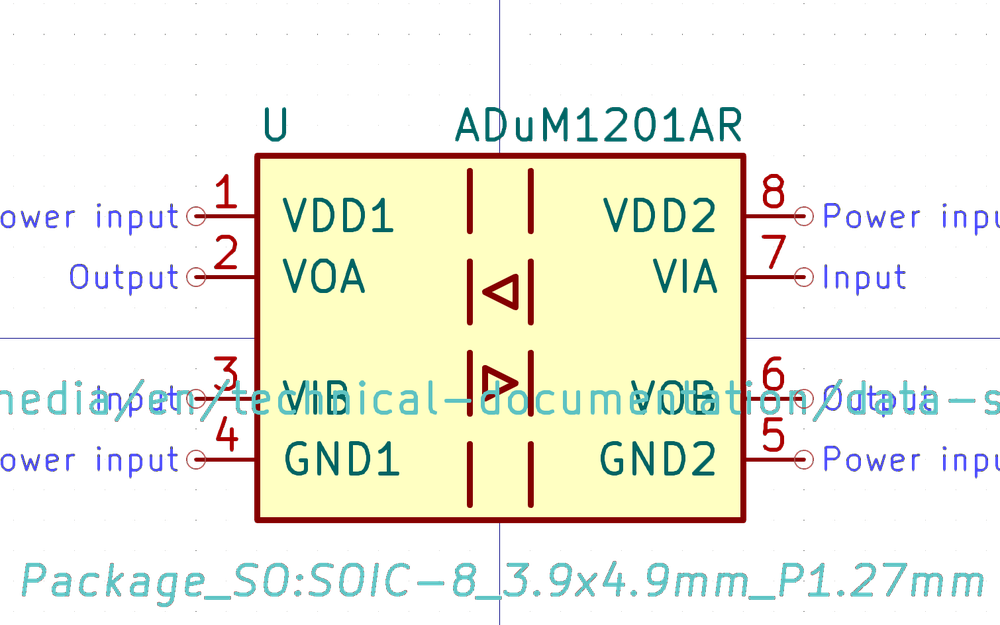 U ADuM1201AR
ower input 1 VDD1 VDD2 8 Power inpu
Output 2 VOA VIA 7 Input
Input 3 VIB VOB 6 Output
media/en/technical-documentation/data-s
ower input 4 GND1 GND2 5 Power inpu
Package_SO:SOIC-8_3.9x4.9mm_P1.27mm